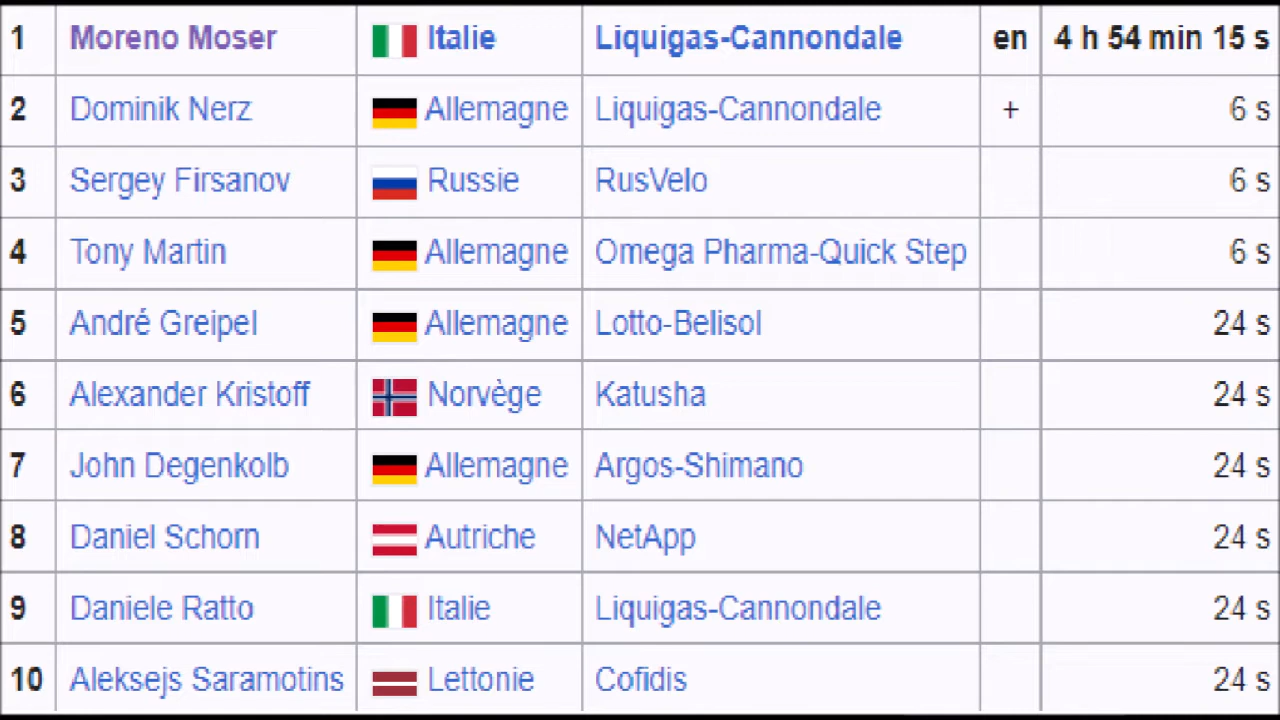 1 Moreno Moser Italie Liquigas-Cannondale en 4 h 54 min 15 s
2 Dominik Nerz Allemagne Liquigas-Cannondale + 6 s
3 Sergey Firsanov Russie RusVelo 6 s
4 Tony Martin Allemagne Omega Pharma-Quick Step 6 s
5 André Greipel Allemagne Lotto-Belisol 24 s
6 Alexander Kristoff Norvège Katusha 24 s
7 John Degenkolb Allemagne Argos-Shimano 24 s
8 Daniel Schorn Autriche NetApp 24 s
9 Daniele Ratto Italie Liquigas-Cannondale 24 s
10 Aleksejs Saramotins Lettonie Cofidis 24 s